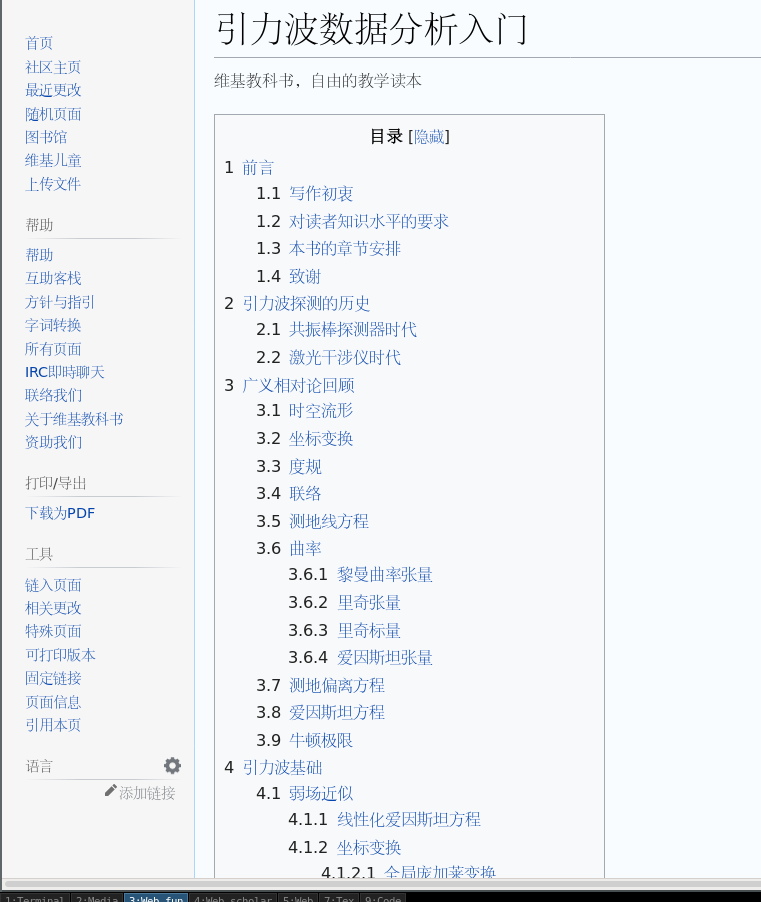 首页
社区主页
最近更改
随机页面
图书馆
维基儿童
上传文件
帮助
帮助
互助客栈
方针与指引
字词转换
所有页面
IRC即時聊天
联络我们
关于维基教科书
资助我们
打印/导出
下载为PDF
工具
链入页面
相关更改
特殊页面
可打印版本
固定链接
页面信息
引用本页
语言
添加链接
引力波数据分析入门
维基教科书，自由的教学读本
目录 [隐藏]
1 前言
1.1 写作初衷
1.2 对读者知识水平的要求
1.3 本书的章节安排
1.4 致谢
2 引力波探测的历史
2.1 共振棒探测器时代
2.2 激光干涉仪时代
3 广义相对论回顾
3.1 时空流形
3.2 坐标变换
3.3 度规
3.4 联络
3.5 测地线方程
3.6 曲率
3.6.1 黎曼曲率张量
3.6.2 里奇张量
3.6.3 里奇标量
3.6.4 爱因斯坦张量
3.7 测地偏离方程
3.8 爱因斯坦方程
3.9 牛顿极限
4 引力波基础
4.1 弱场近似
4.1.1 线性化爱因斯坦方程
4.1.2 坐标变换
4.1.2.1 全局庞加莱变换
1:Terminal 2:Media 3:Web fun 4:Web scholar 5:Web 7:Tex 9:Code